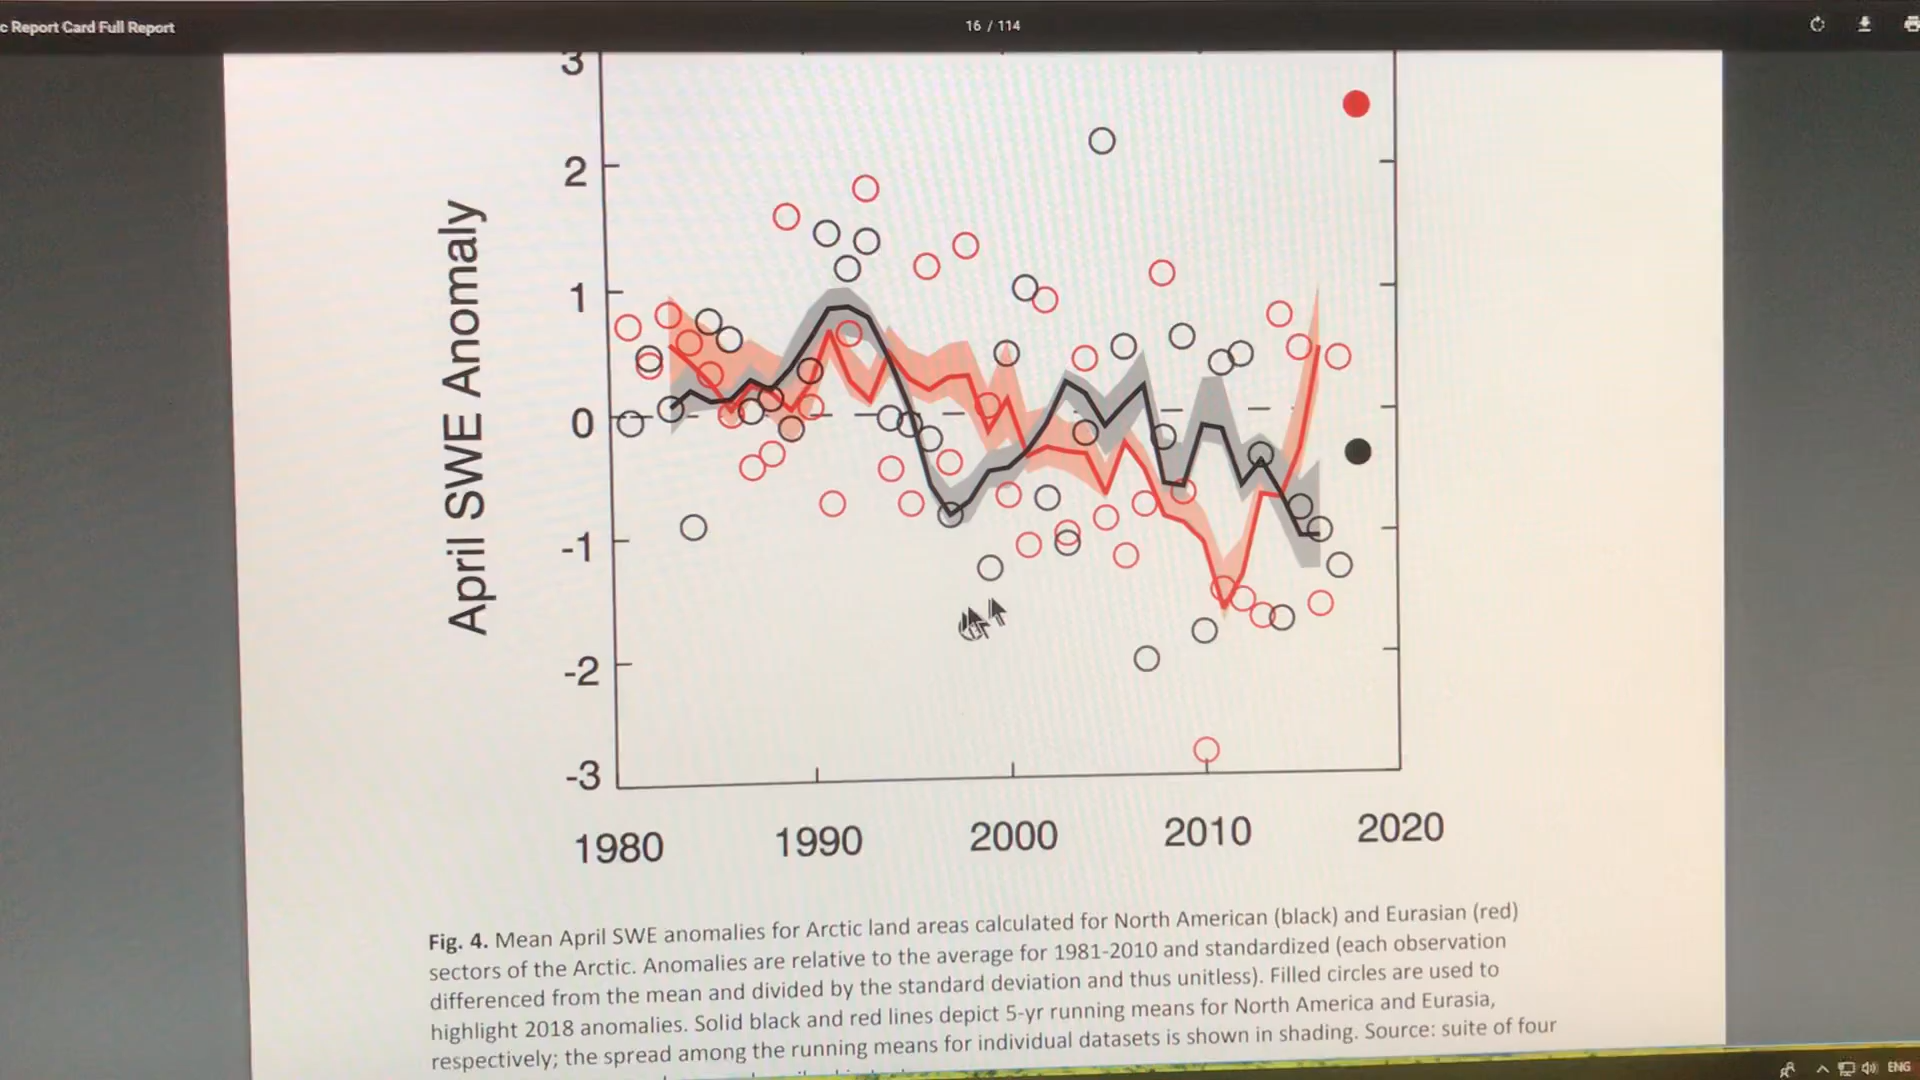 c Report Card Full Report
16 / 114
3
2
1
0
-1
-2
-3
April SWE Anomaly
1980 1990 2000 2010 2020
Fig. 4. Mean April SWE anomalies for Arctic land areas calculated for North American (black) and Eurasian (red)
sectors of the Arctic. Anomalies are relative to the average for 1981-2010 and standardized (each observation
differenced from the mean and divided by the standard deviation and thus unitless). Filled circles are used to
highlight 2018 anomalies. Solid black and red lines depict 5-yr running means for North America and Eurasia,
respectively; the spread among the running means for individual datasets is shown in shading. Source: suite of four
ENG